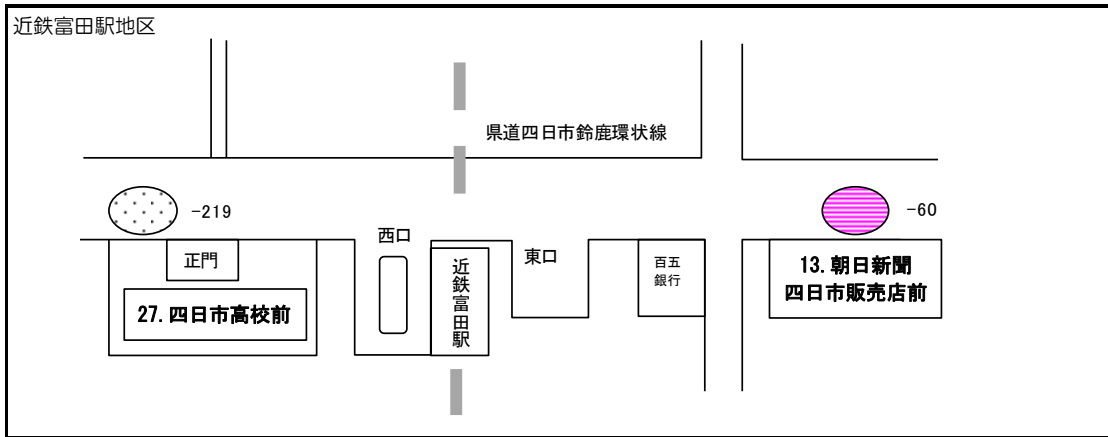 近鉄富田駅地区
県道四日市鈴鹿環状線
-219
-60
正門
西口
近鉄富田駅
東口
百五
銀行
13.朝日新聞
四日市販売店前
27.四日市高校前